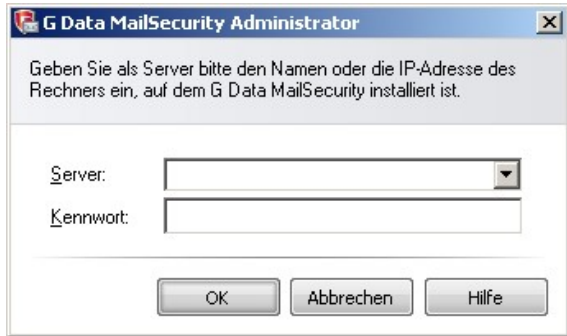 G Data MailSecurity Administrator
Geben Sie als Server bitte den Namen oder die IP-Adresse des
Rechners ein, auf dem G Data MailSecurity installiert ist.
Server:
Kennwort:
OK Abbrechen Hilfe